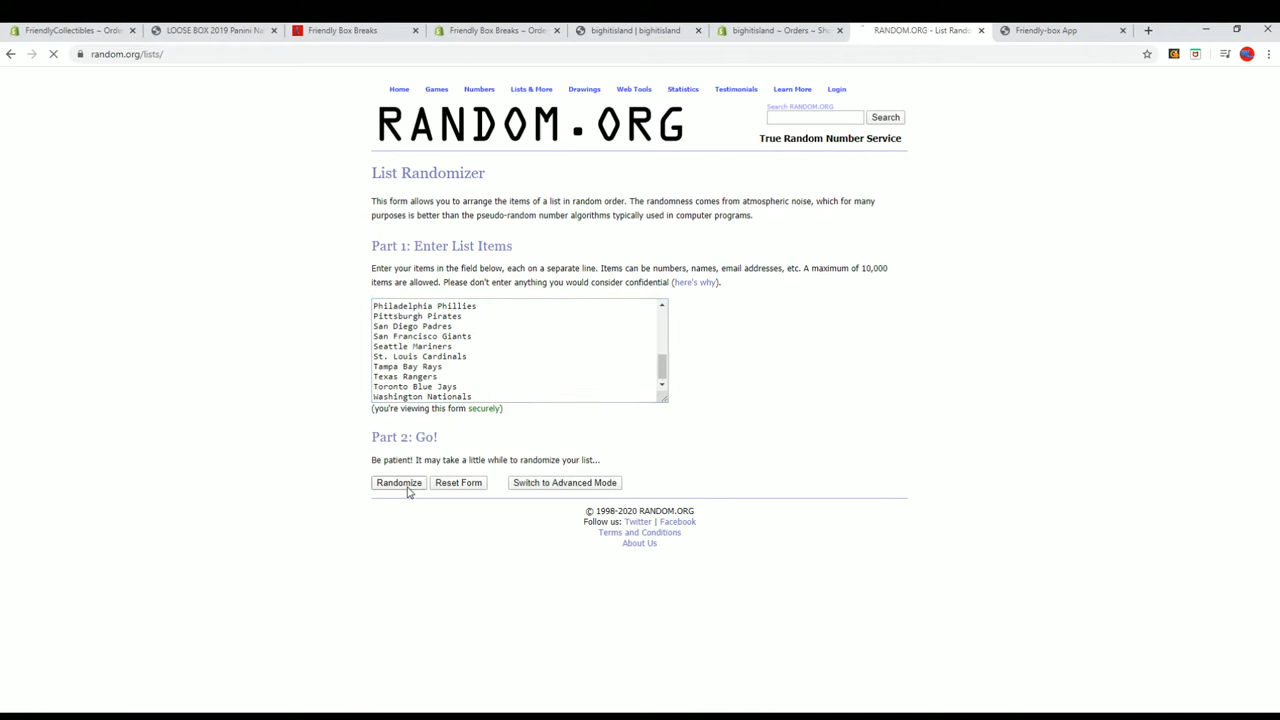 FriendlyCollectibles ~ Orde
LOOSE BOX 2019 Panini Na
Friendly Box Breaks
Friendly Box Breaks ~ Orde
bighitisland | bighitisland
bighitisland ~ Orders ~ Sho
RANDOM.ORG - List Rando
Friendly-box App
random.org/lists/
Home Games Numbers Lists & More Drawings Web Tools Statistics Testimonials Learn More Login
RANDOM.ORG
Search RANDOM.ORG
Search
True Random Number Service
List Randomizer
This form allows you to arrange the items of a list in random order. The randomness comes from atmospheric noise, which for many
purposes is better than the pseudo-random number algorithms typically used in computer programs.
Part 1: Enter List Items
Enter your items in the field below, each on a separate line. Items can be numbers, names, email addresses, etc. A maximum of 10,000
items are allowed. Please don't enter anything you would consider confidential (here's why).
Philadelphia Phillies
Pittsburgh Pirates
San Diego Padres
San Francisco Giants
Seattle Mariners
St. Louis Cardinals
Tampa Bay Rays
Texas Rangers
Toronto Blue Jays
Washington Nationals
(you're viewing this form securely)
Part 2: Go!
Be patient! It may take a little while to randomize your list...
Randomize Reset Form Switch to Advanced Mode
© 1998-2020 RANDOM.ORG
Follow us: Twitter | Facebook
Terms and Conditions
About Us